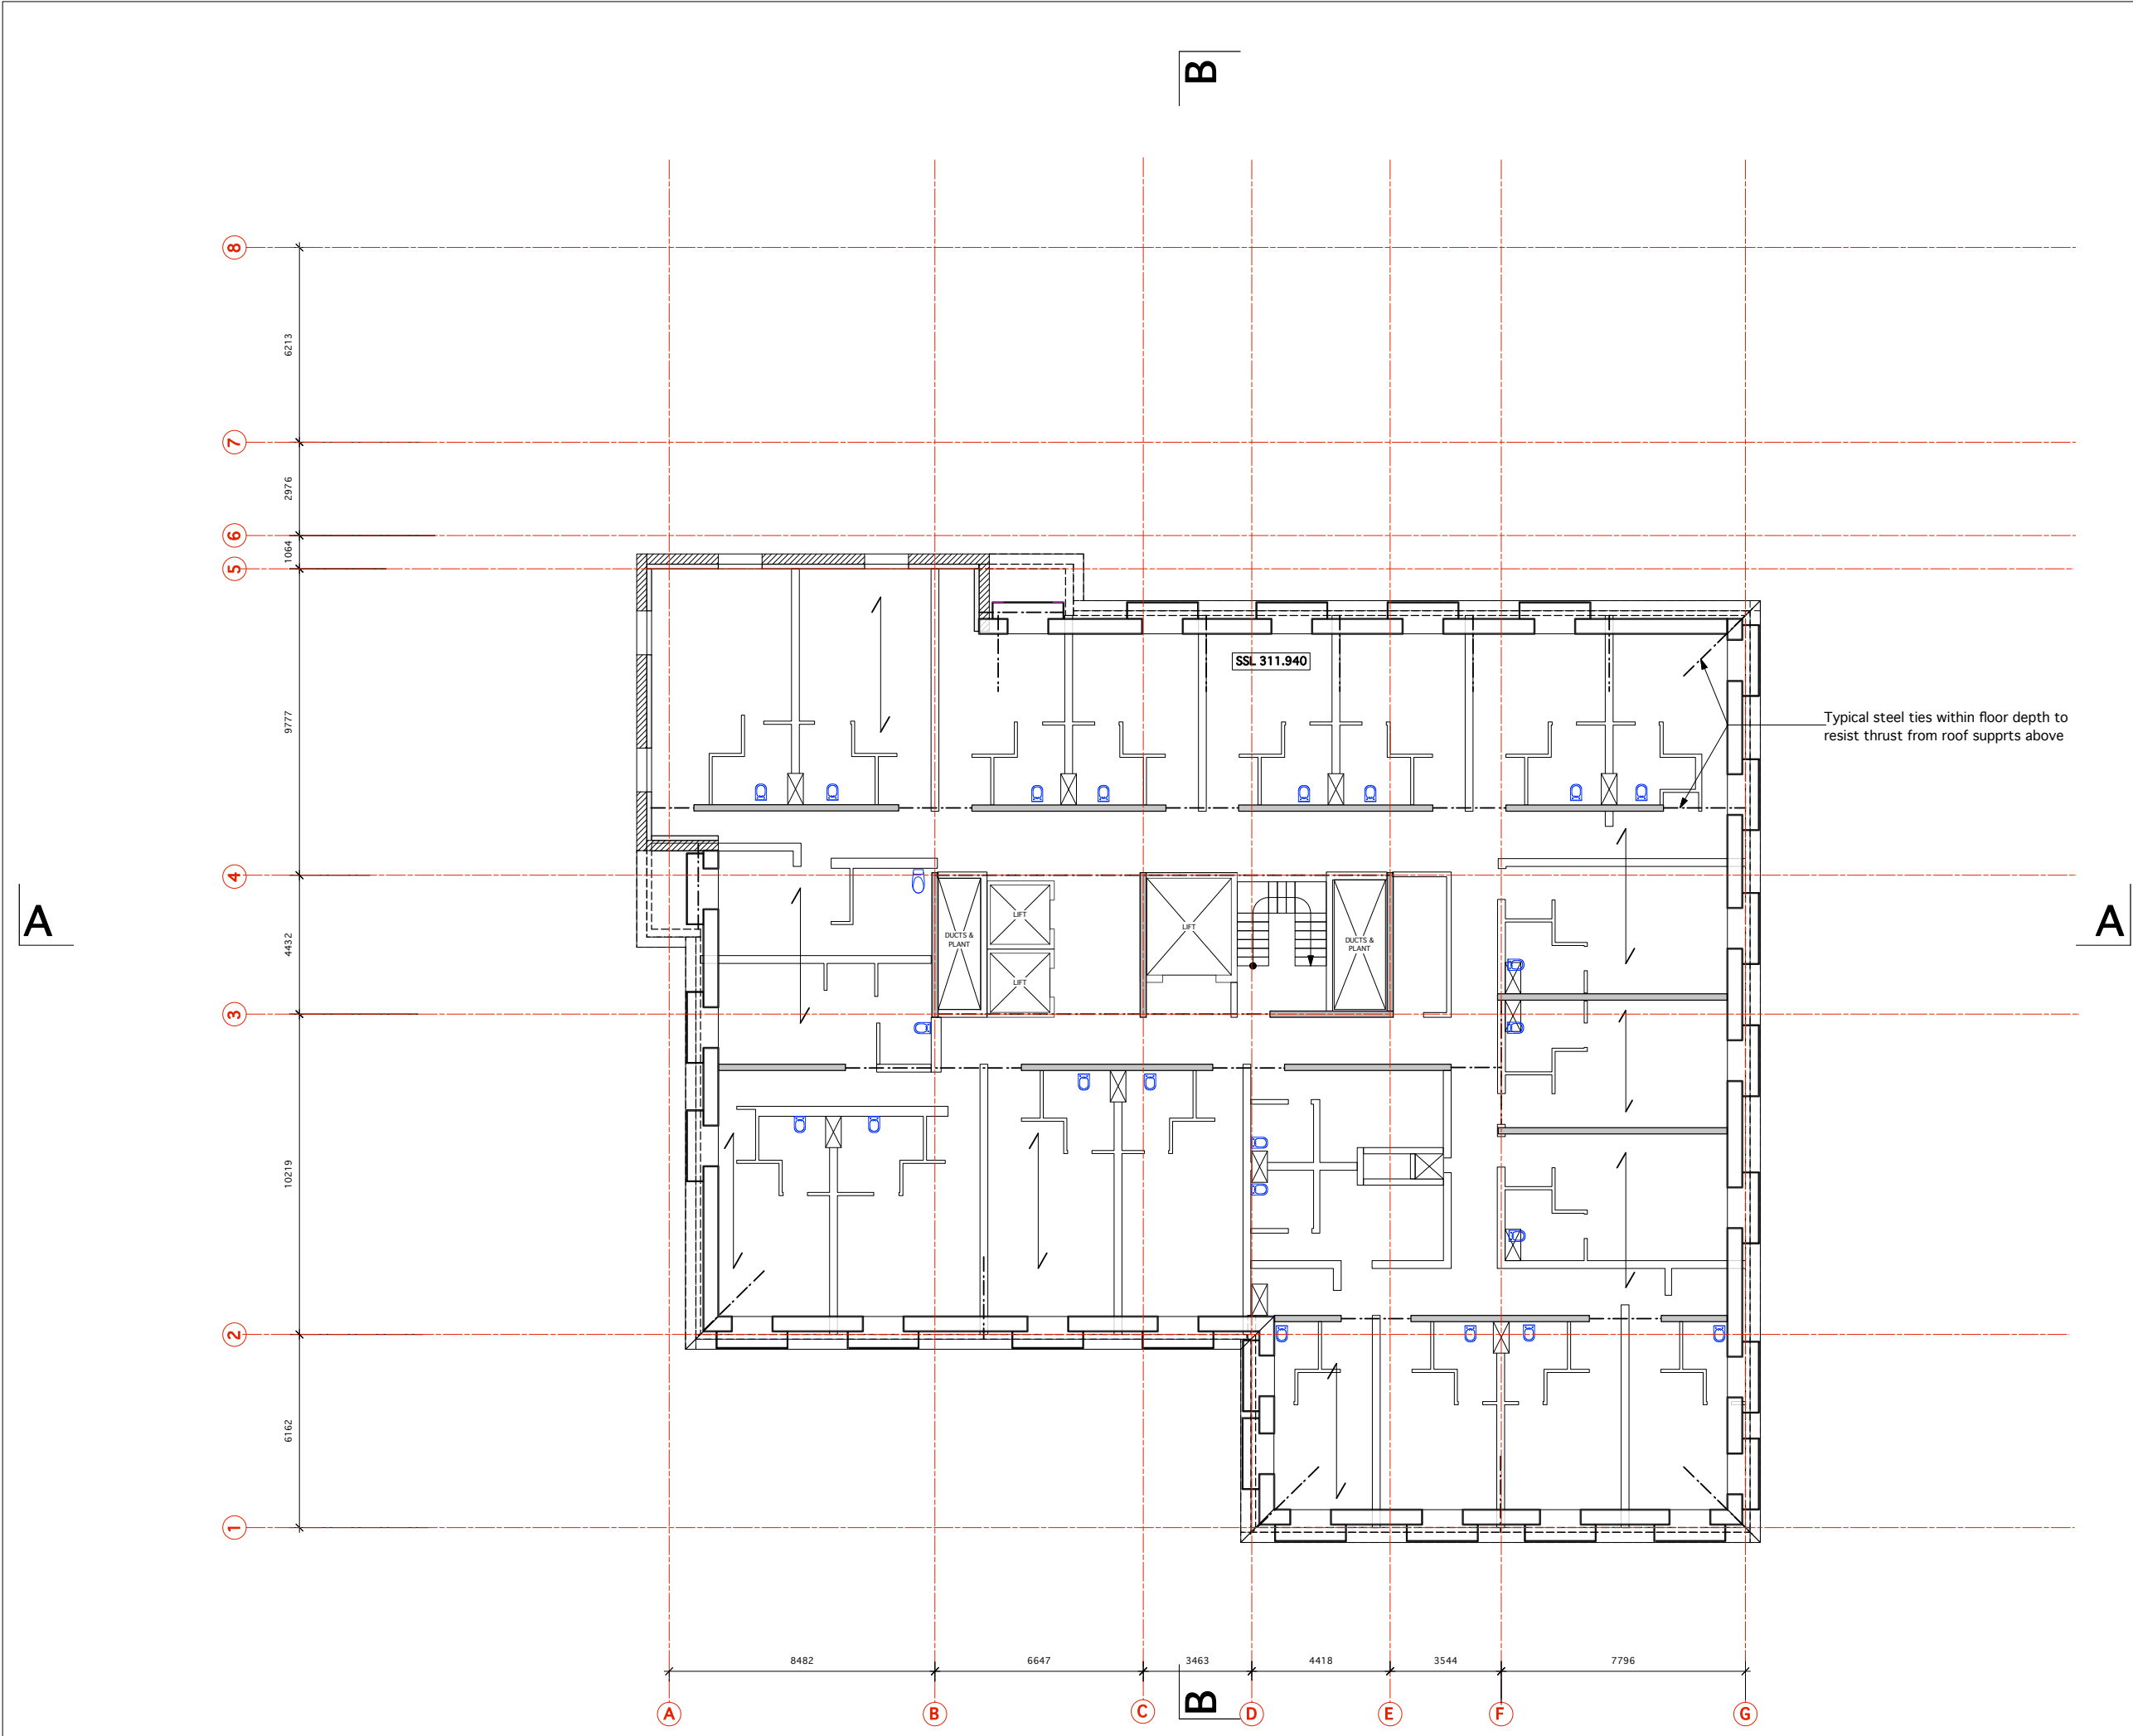 B
8
6213
7
2976
6
1064
5
SSL 311.940
9777
Typical steel ties within floor depth to
resist thrust from roof supprts above
4
A
A
4432
DUCTS &
PLANT
LIFT
LIFT
LIFT
DUCTS &
PLANT
3
10219
2
6162
1
8482
6647
3463
4418
3544
7796
B
A
B
C
D
E
F
G